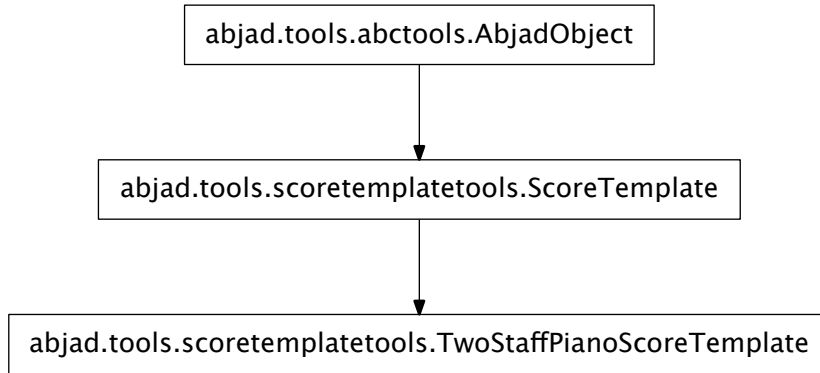 abjad.tools.abctools.AbjadObject
abjad.tools.scoretemplatetools.ScoreTemplate
abjad.tools.scoretemplatetools.TwoStaffPianoScoreTemplate